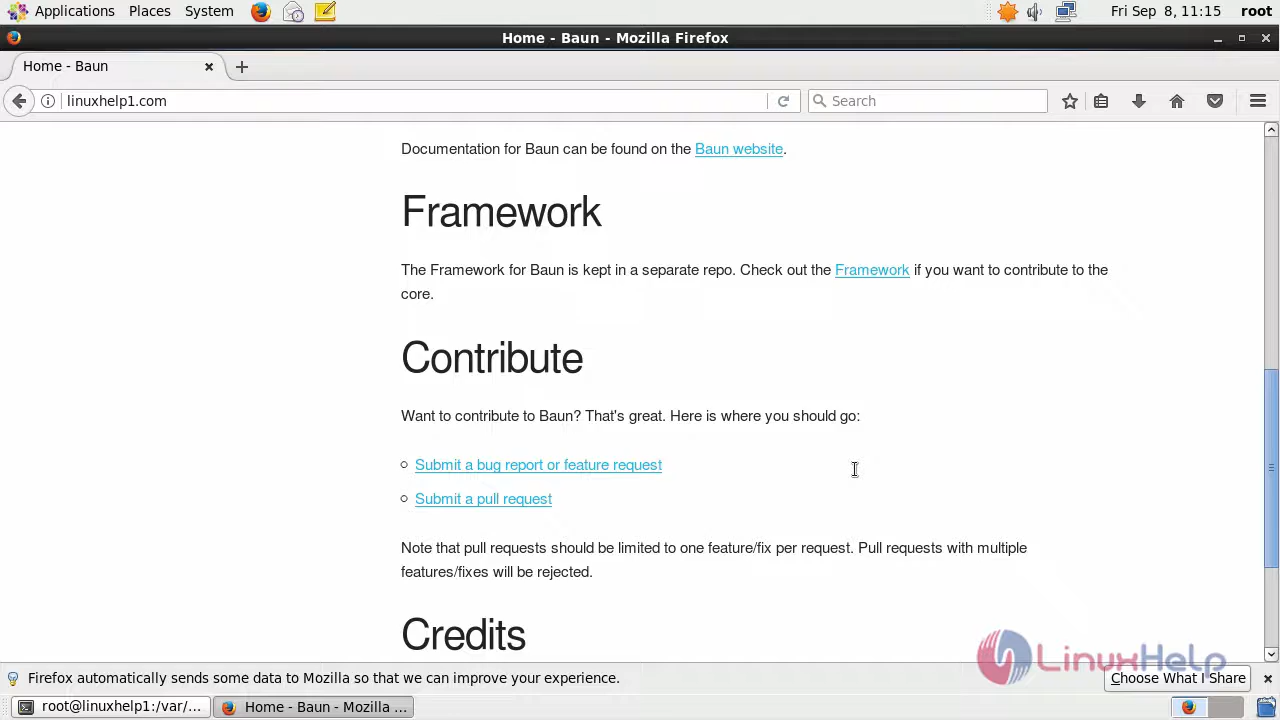 Applications Places System Fri Sep 8, 11:15 root
Home - Baun - Mozilla Firefox
Home - Baun
linuxhelp1.com Search
Documentation for Baun can be found on the Baun website.
Framework
The Framework for Baun is kept in a separate repo. Check out the Framework if you want to contribute to the
core.
Contribute
Want to contribute to Baun? That's great. Here is where you should go:
Submit a bug report or feature request
Submit a pull request
Note that pull requests should be limited to one feature/fix per request. Pull requests with multiple
features/fixes will be rejected.
Credits
LinuxHelp
Firefox automatically sends some data to Mozilla so that we can improve your experience. Choose What I Share
root@linuxhelp1:/var/... Home - Baun - Mozilla ...